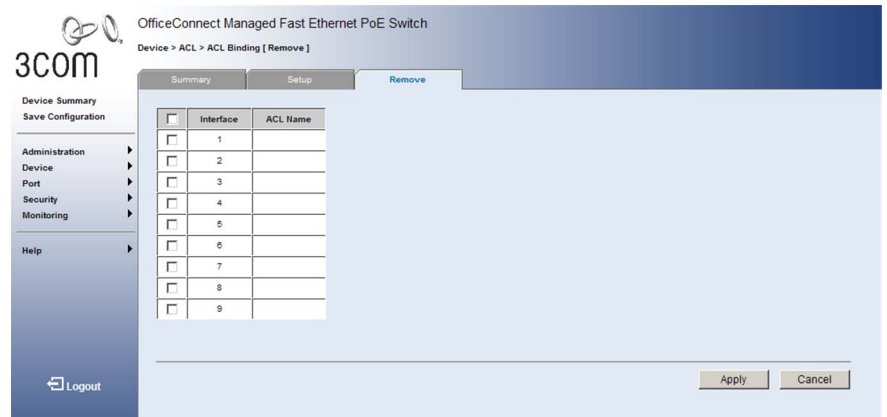 OfficeConnect Managed Fast Ethernet PoE Switch
Device > ACL > ACL Binding [ Remove ]
3COM
Summary Setup Remove
Device Summary
Save Configuration
Administration
Device
Port
Security
Monitoring
Help
Logout
Interface ACL Name
1
2
3
4
5
6
7
8
9
Apply Cancel